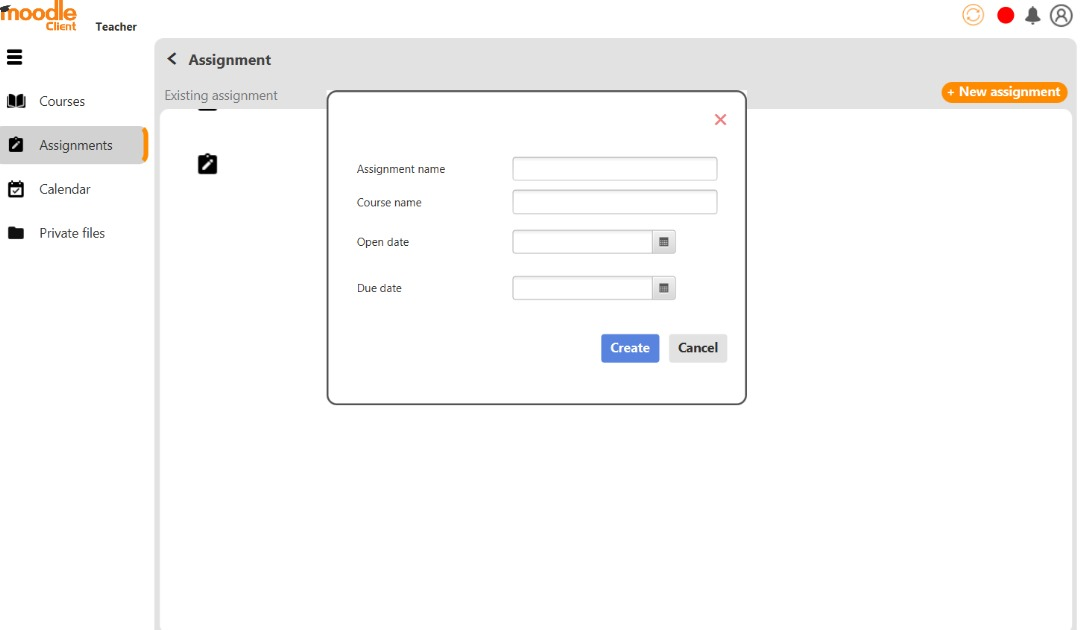 moodle
Client
Teacher
Courses
Assignments
Calendar
Private files
Assignment
Existing assignment
+ New assignment
Assignment name
Course name
Open date
Due date
Create
Cancel